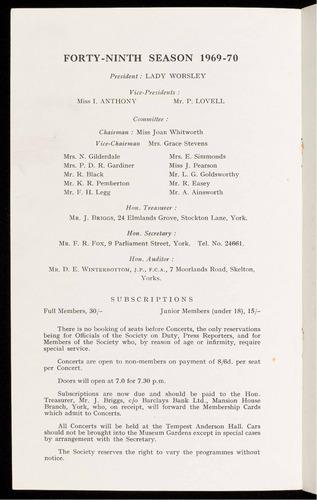 FORTY-NINTH SEASON 1969-70
President : LADY WORSLEY
Vice-Presidents :
Miss I. ANTHONY Mr. P. LOVELL
Committee :
Chairman : Miss Joan Whitworth
Vice-Chairman Mrs. Grace Stevens
Mrs. N. Gilderdale Mrs. E. Simmonds
Mrs. P. D. R. Gardiner Miss J. Pearson
Mr. R. Black Mr. L. G. Goldsworthy
Mr. K. R. Pemberton Mr. R. Easey
Mr. F. H. Legg Mr. A. Ainsworth
Hon. Treasurer :
Mr. J. BRIGGS, 24 Elmlands Grove, Stockton Lane, York.
Hon. Secretary :
Mr. F. R. FOX, 9 Parliament Street, York. Tel. No. 24661.
Hon. Auditor :
Mr. D. E. WINTERBOTTOM, J.P., F.C.A., 7 Moorlands Road, Skelton,
Yorks.
SUBSCRIPTIONS
Full Members, 30/- Junior Members (under 18), 15/-
There is no booking of seats before Concerts, the only reservations
being for Officials of the Society on Duty, Press Reporters, and for
Members of the Society who, by reason of age or infirmity, require
special service.
Concerts are open to non-members on payment of 8/6d. per seat
per Concert.
Doors will open at 7.0 for 7.30 p.m.
Subscriptions are now due and should be paid to the Hon.
Treasurer, Mr. J. Briggs, c/o Barclays Bank Ltd., Mansion House
Branch, York, who, on receipt, will forward the Membership Cards
which admit to Concerts.
All Concerts will be held at the Tempest Anderson Hall. Cars
should not be brought into the Museum Gardens except in special cases
by arrangement with the Secretary.
The Society reserves the right to vary the programmes without
notice.